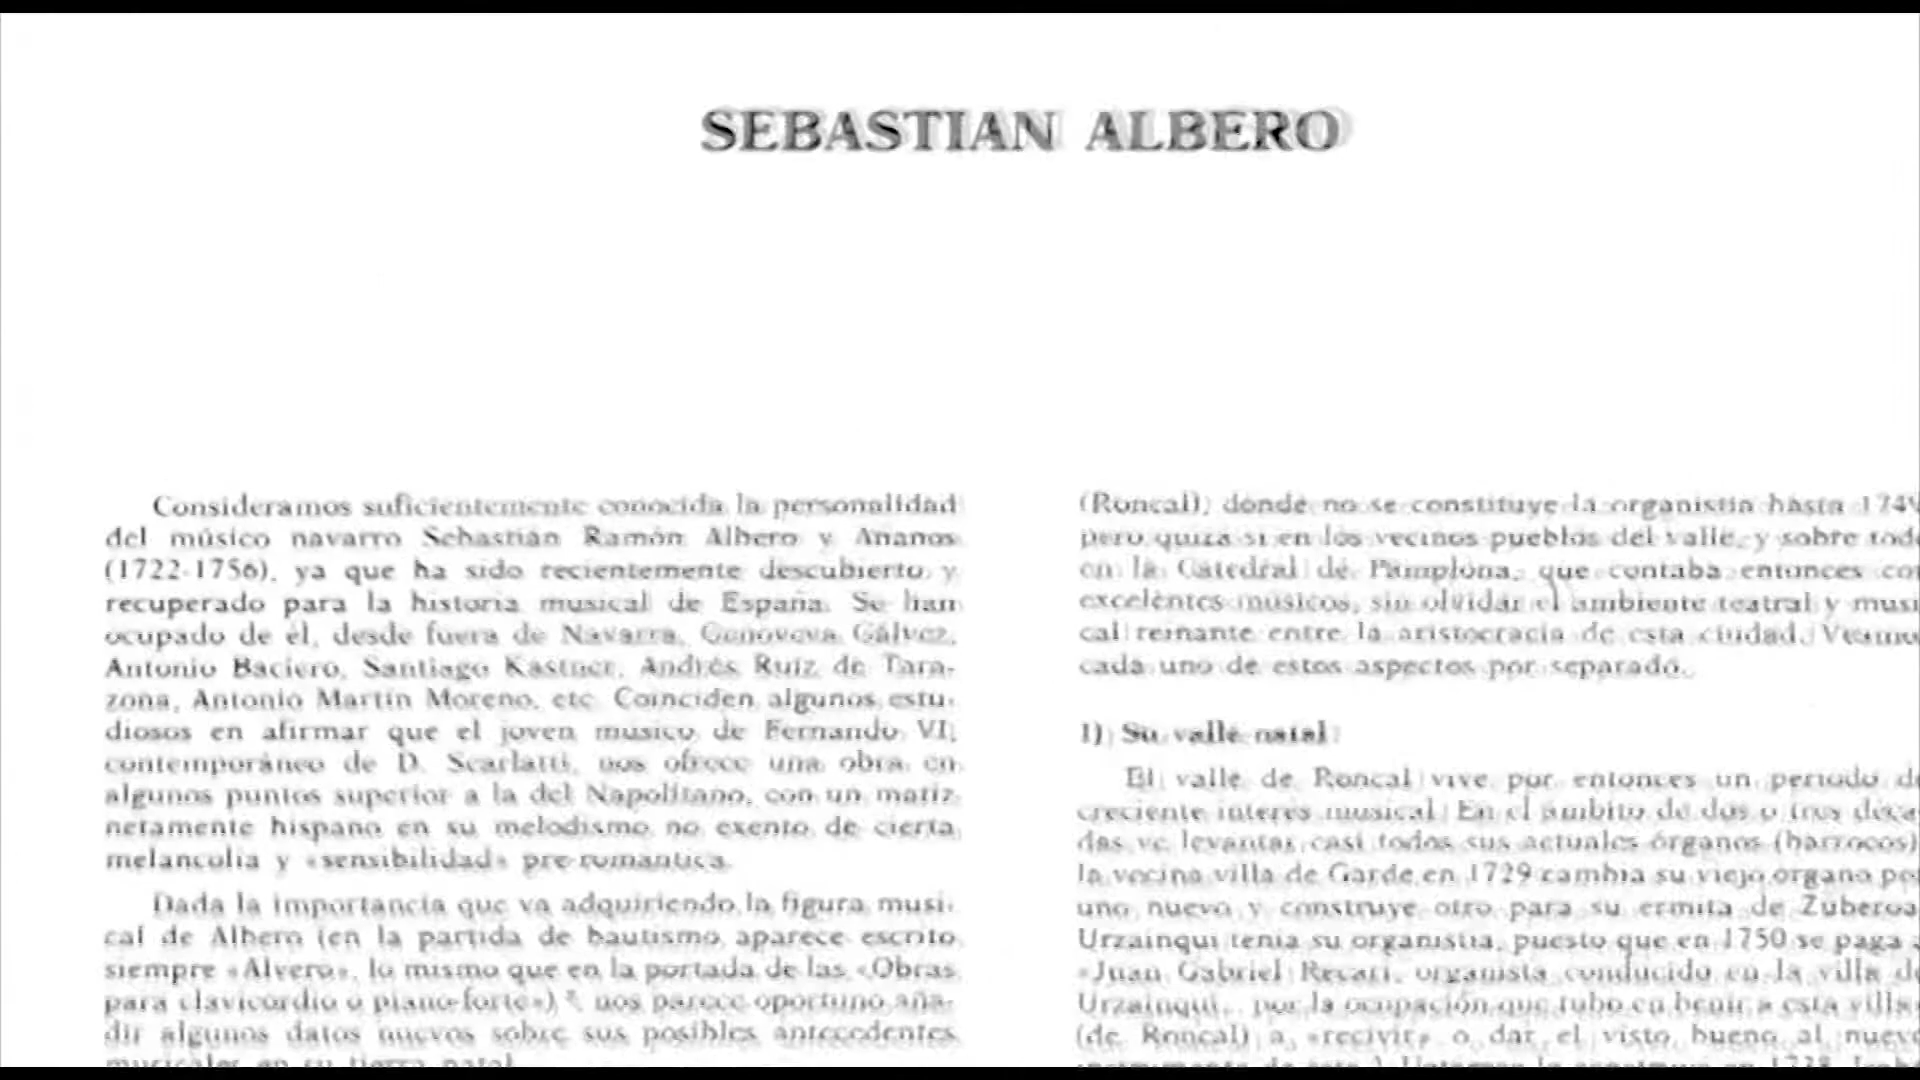 SEBASTIAN ALBERO
Consideramos suficientemente conocida la personalidad
del músico navarro Sebastián Ramón Albero y Añanos
(1722-1756), ya que ha sido recientemente descubierto y
recuperado para la historia musical de España. Se han
ocupado de él, desde fuera de Navarra, Genoveva Gálvez,
Antonio Baciero, Santiago Kastner, Andrés Ruiz de Tara-
zona, Antonio Martín Moreno, etc. Coinciden algunos estu-
diosos en afirmar que el joven músico de Fernando VI,
contemporáneo de D. Scarlatti, nos ofrece una obra en
algunos puntos superior a la del Napolitano, con un matiz
netamente hispano en su melodismo no exento de cierta
melancolía y «sensibilidad» pre-romántica.
Dada la importancia que va adquiriendo la figura musi-
cal de Albero (en la partida de bautismo aparece escrito
siempre «Alvero», lo mismo que en la portada de las «Obras
para clavicordio o piano-forte») nos parece oportuno aña-
dir algunos datos nuevos sobre sus posibles antecedentes
musicales en su tierra natal
(Roncal), donde no se constituye la organistía hasta 1749
pero quizá sí en los vecinos pueblos del valle, y sobre
en la Catedral de Pamplona, que contaba entonces
excelentes músicos, sin olvidar el ambiente teatral y musi
cal reinante entre la aristocracia de esta ciudad.
cada uno de estos aspectos por separado.
1) Su valle natal
El valle de Roncal vive por entonces un período
creciente interés musical. En el ámbito de dos o tres
das ve levantar casi todos sus actuales órganos (barrocos)
la vecina villa de Garde en 1729 cambia su viejo órgano
uno nuevo y construye otro para su ermita de Zuberoa
Urzainqui tenía su organistía, puesto que en 1750 se paga a
«Juan Gabriel Recari, organista conducido en la villa
Urzainqui.. por la ocupación que tubo en benir a esta villa
(de Roncal) a «recivir» o dar el visto bueno al